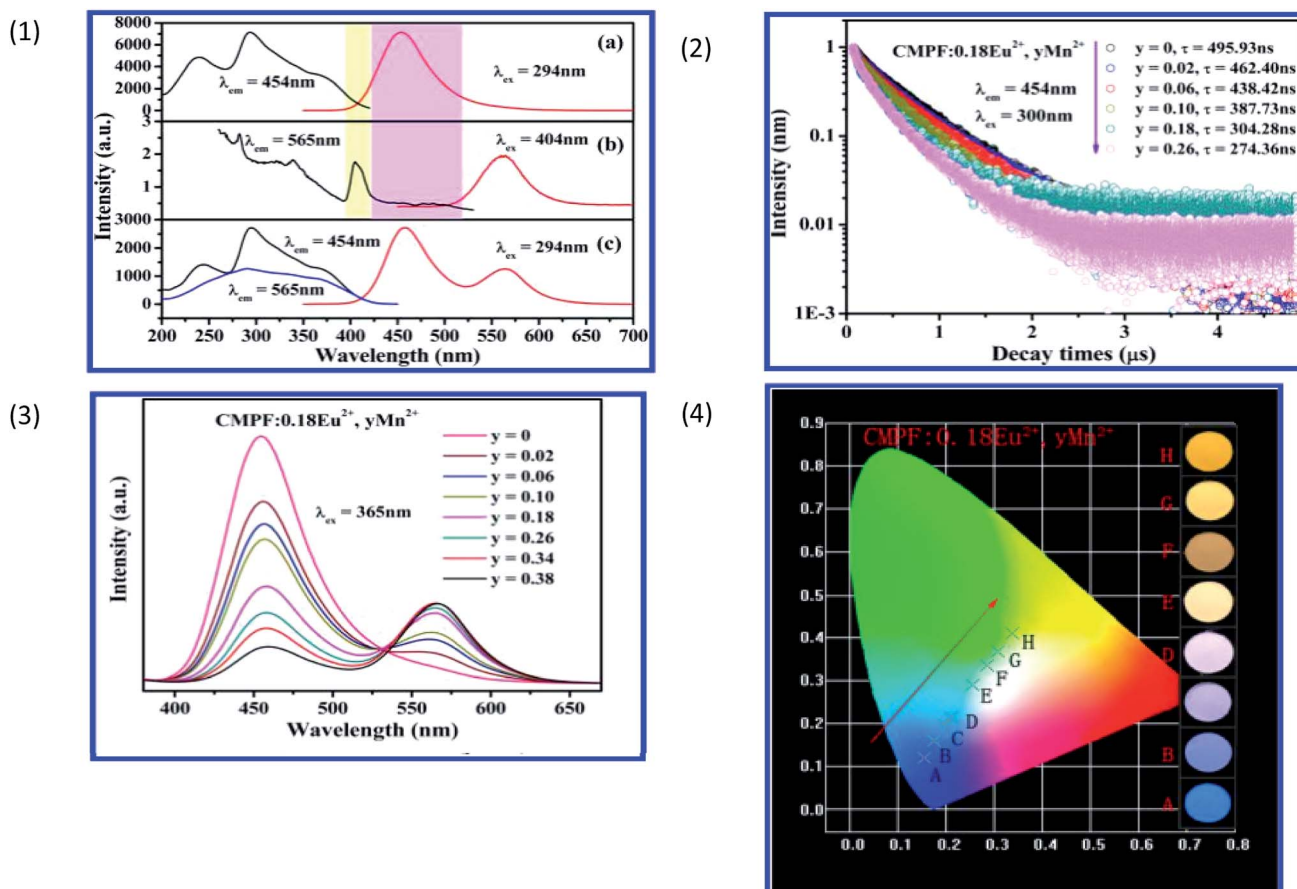 (1)
8000
6000
4000
2000
0
3
2
1
3000
2000
1000
0
Intensity (a.u.)
(a)
λem = 454nm
λex = 294nm
(b)
λem = 565nm
λex = 404nm
(c)
λem = 454nm
λex = 294nm
λem = 565nm
200 250 300 350 400 450 500 550 600 650 700
Wavelength (nm)
(2)
1
0.1
0.01
1E-3
Intensity (nm)
CMPF:0.18Eu²⁺, yMn²⁺
λem = 454nm
λex = 300nm
y = 0, τ = 495.93ns
y = 0.02, τ = 462.40ns
y = 0.06, τ = 438.42ns
y = 0.10, τ = 387.73ns
y = 0.18, τ = 304.28ns
y = 0.26, τ = 274.36ns
0 1 2 3 4
Decay times (μs)
(3)
CMPF:0.18Eu²⁺, yMn²⁺
λex = 365nm
y = 0
y = 0.02
y = 0.06
y = 0.10
y = 0.18
y = 0.26
y = 0.34
y = 0.38
Intensity (a.u.)
400 450 500 550 600 650
Wavelength (nm)
(4)
CMPF:0.18Eu²⁺, yMn²⁺
0.9
0.8
0.7
0.6
0.5
0.4
0.3
0.2
0.1
0.0
H
G
F
E
D
C
B
A
H
G
F
E
D
B
A
0.0 0.1 0.2 0.3 0.4 0.5 0.6 0.7 0.8